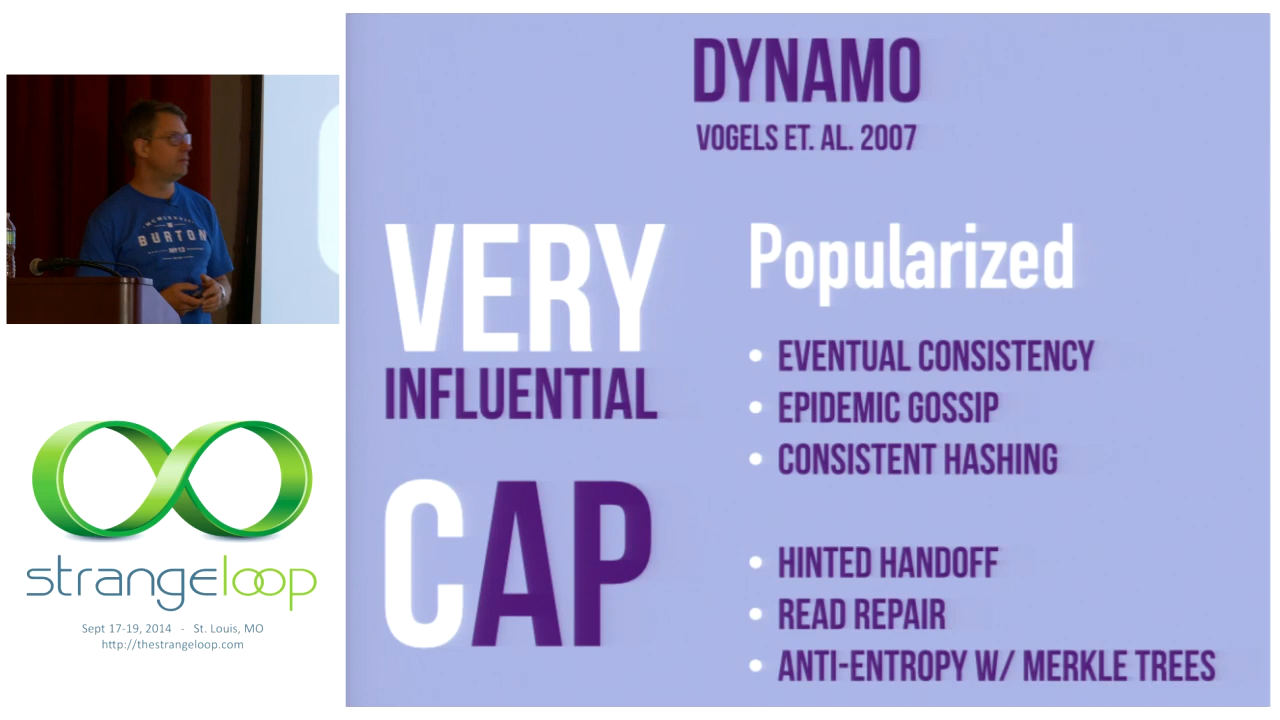 DYNAMO
VOGELS ET. AL. 2007
VERY
INFLUENTIAL
CAP
Popularized
• EVENTUAL CONSISTENCY
• EPIDEMIC GOSSIP
• CONSISTENT HASHING
• HINTED HANDOFF
• READ REPAIR
• ANTI-ENTROPY W/ MERKLE TREES
BURTON
strangeloop
Sept 17-19, 2014 - St. Louis, MO
http://thestrangeloop.com